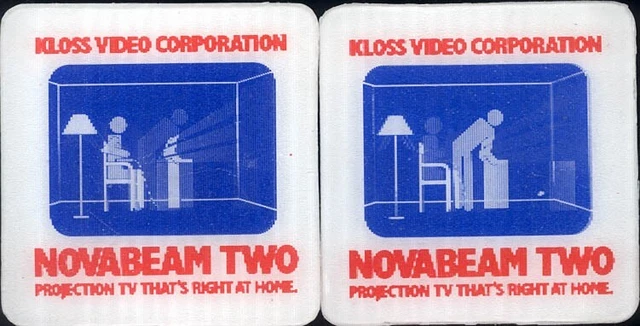 KLOSS VIDEO CORPORATION
NOVABEAM TWO
PROJECTION TV THAT'S RIGHT AT HOME.
KLOSS VIDEO CORPORATION
NOVABEAM TWO
PROJECTION TV THAT'S RIGHT AT HOME.